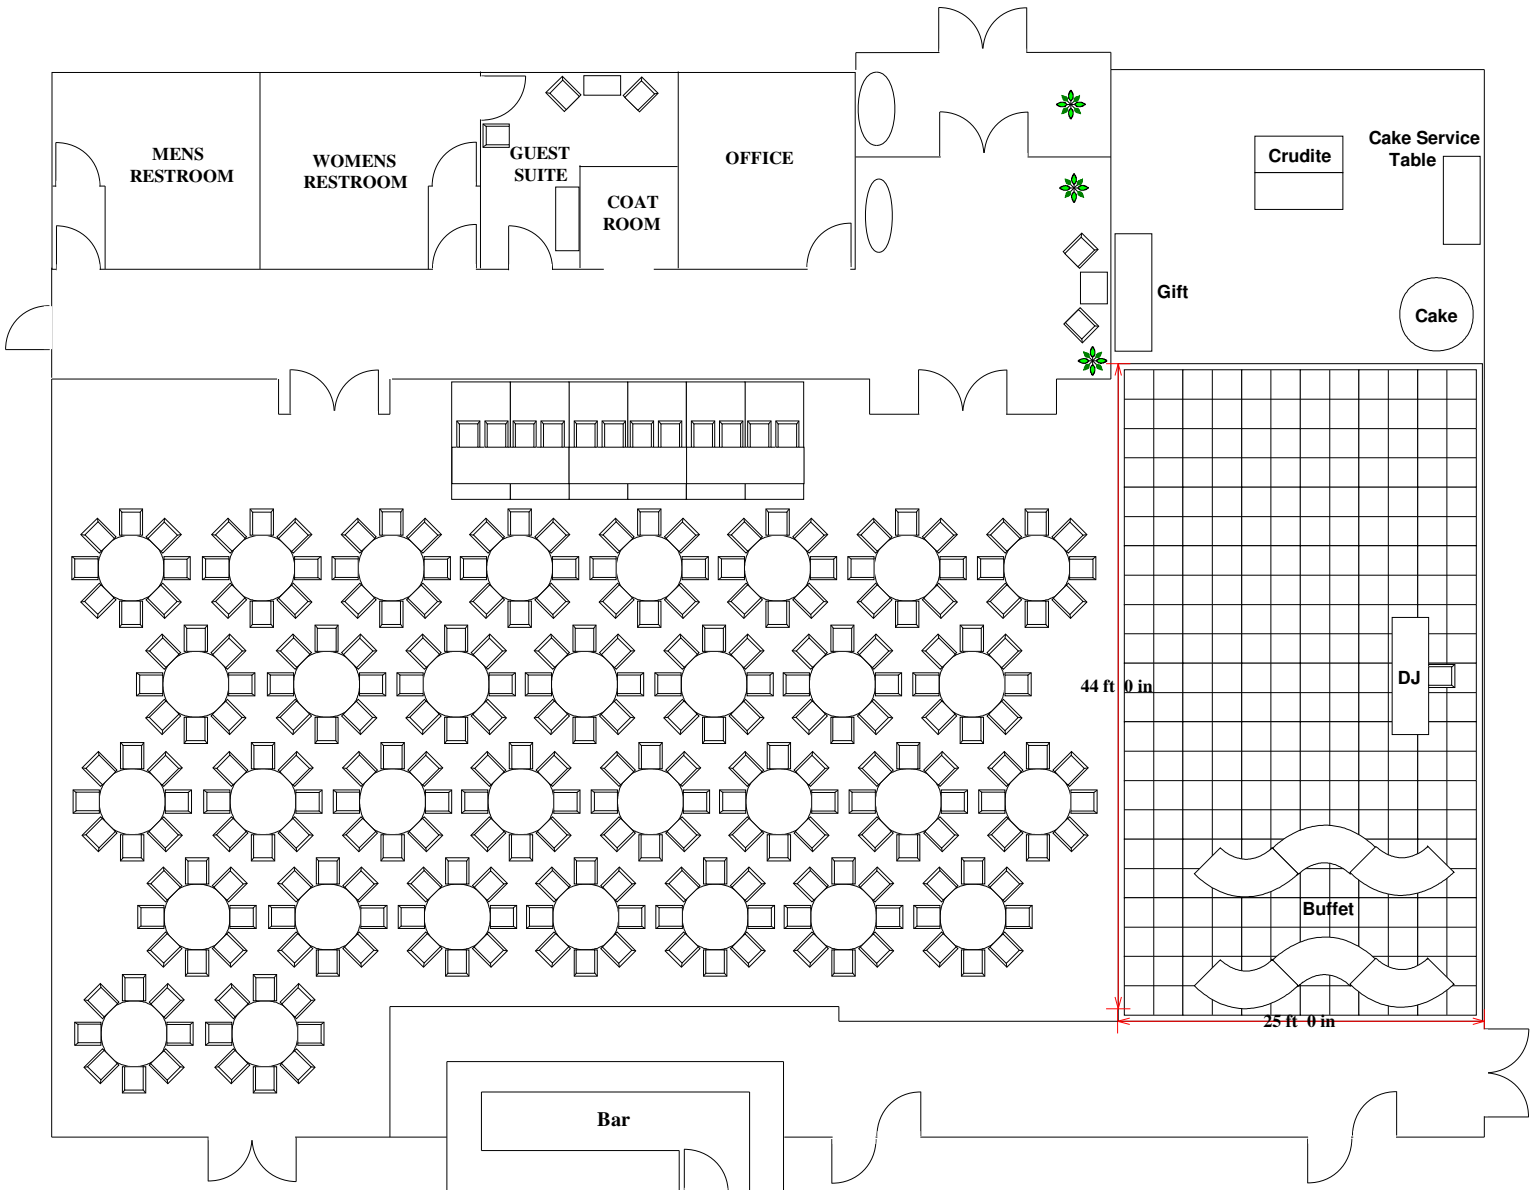 MENS
RESTROOM
WOMENS
RESTROOM
GUEST
SUITE
COAT
ROOM
OFFICE
Crudite
Cake Service
Table
Gift
Cake
44 ft 0 in
DJ
Buffet
25 ft 0 in
Bar